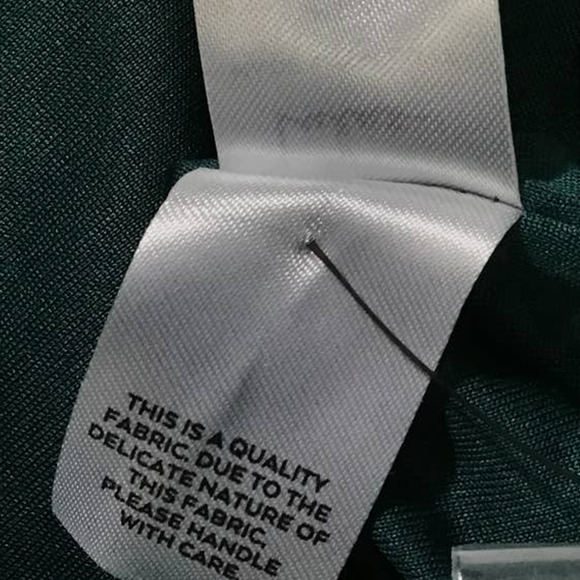 THIS IS A QUALITY
FABRIC. DUE TO THE
DELICATE NATURE OF
THIS FABRIC,
PLEASE HANDLE
WITH CARE.